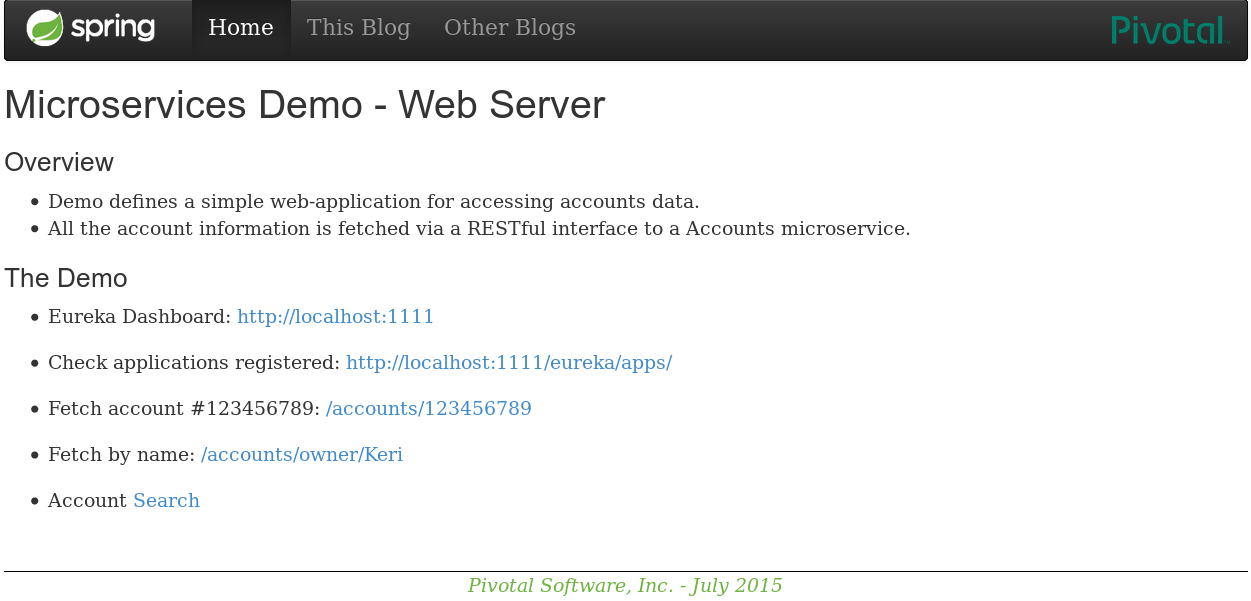 spring Home This Blog Other Blogs Pivotal™
Microservices Demo - Web Server
Overview
• Demo defines a simple web-application for accessing accounts data.
• All the account information is fetched via a RESTful interface to a Accounts microservice.
The Demo
• Eureka Dashboard: http://localhost:1111
• Check applications registered: http://localhost:1111/eureka/apps/
• Fetch account #123456789: /accounts/123456789
• Fetch by name: /accounts/owner/Keri
• Account Search
Pivotal Software, Inc. - July 2015